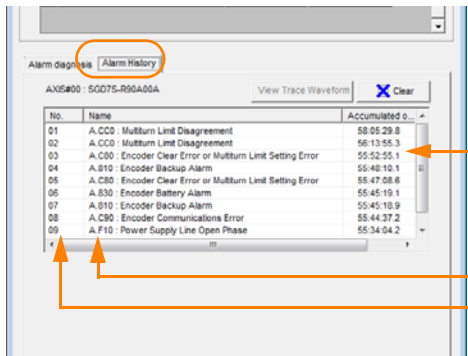 Alarm diagnosis Alarm History
AXIS#00 : SGD7S-R90A00A View Trace Waveform Clear
No. Name Accumulated o...
01 A.CC0 : Multiturn Limit Disagreement 58:05:29.8
02 A.CC0 : Multiturn Limit Disagreement 56:13:55.3
03 A.C80 : Encoder Clear Error or Multiturn Limit Setting Error 55:52:55.1
04 A.810 : Encoder Backup Alarm 55:48:10.1
05 A.C80 : Encoder Clear Error or Multiturn Limit Setting Error 55:47:08.6
06 A.830 : Encoder Battery Alarm 55:45:19.1
07 A.810 : Encoder Backup Alarm 55:45:18.9
08 A.C90 : Encoder Communications Error 55:44:37.2
09 A.F10 : Power Supply Line Open Phase 55:34:04.2